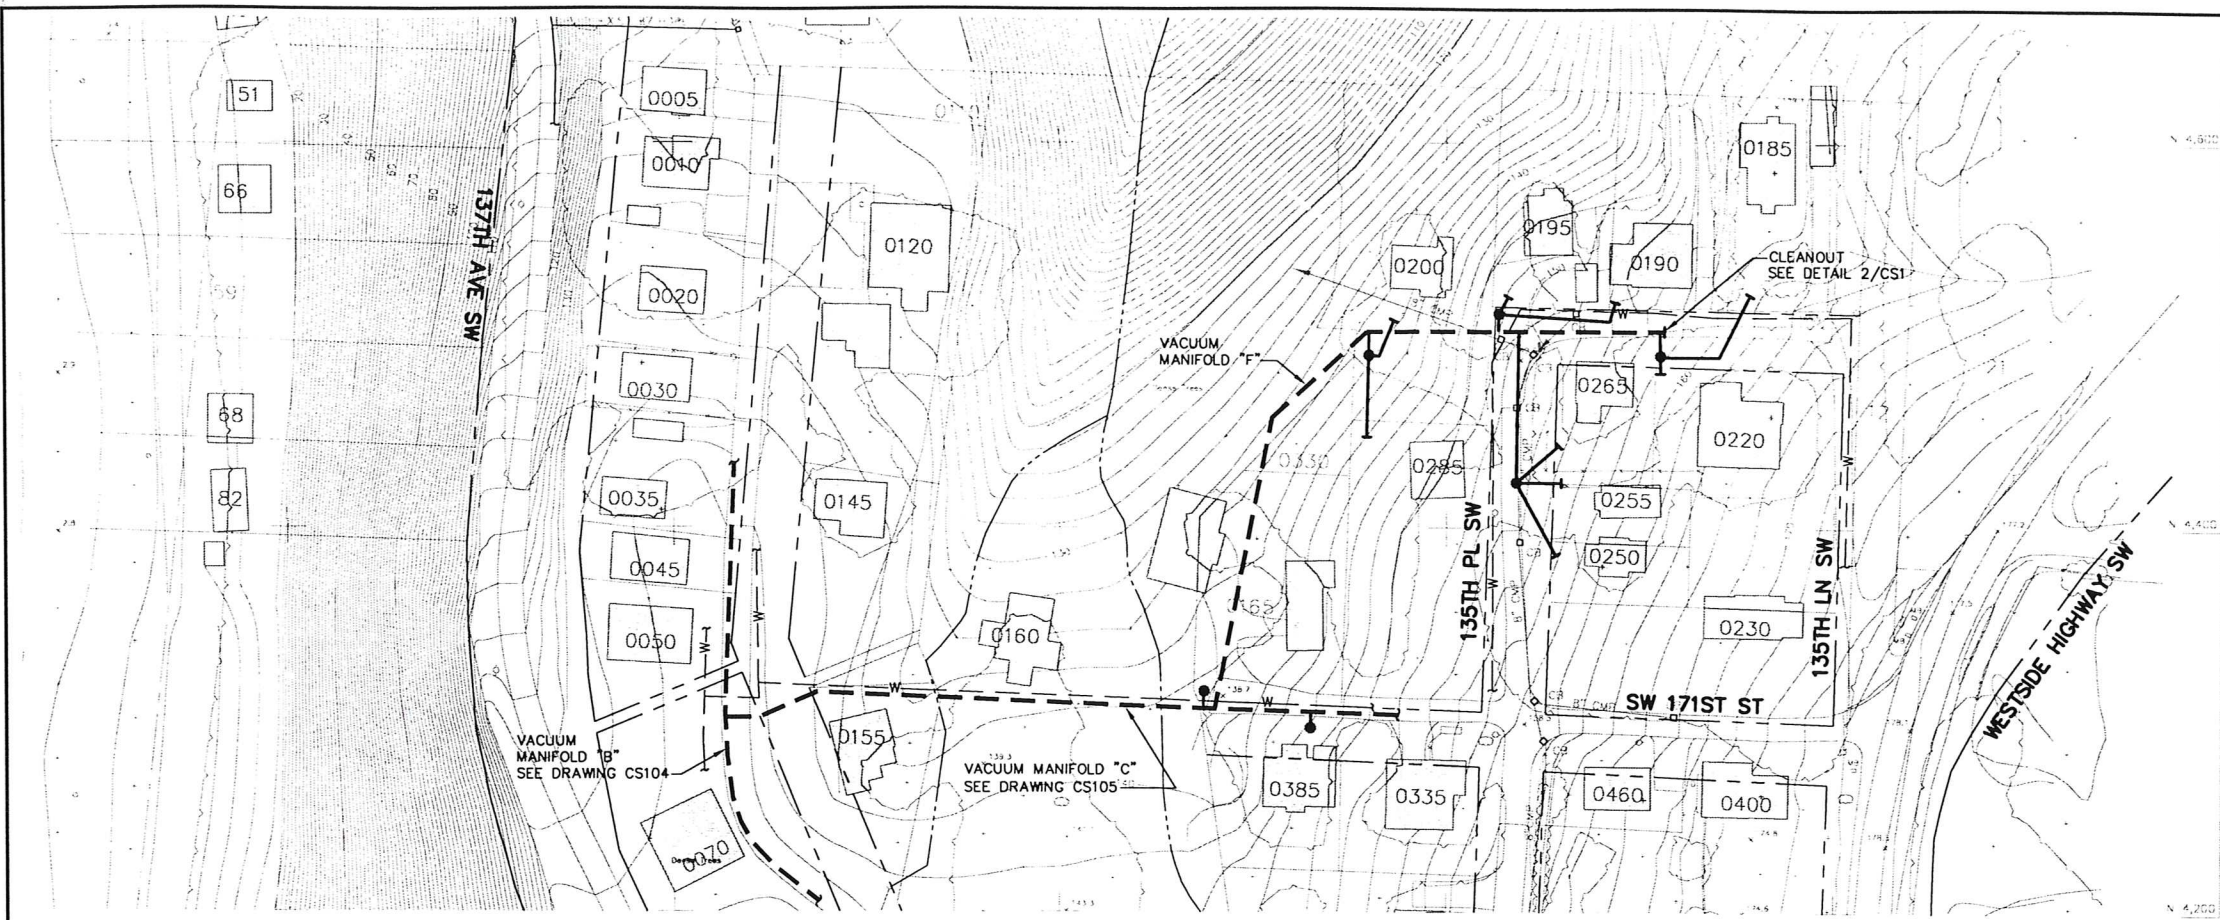 51
66
68
82
59
137TH AVE SW
0005
0010
0020
0030
0035
0045
0050
0070
0120
0145
0155
0160
0165
0330
0200
0195
0190
0185
0265
0285
0220
0255
0250
0230
0385
0335
0460
0400
CLEANOUT
SEE DETAIL 2/CS1
VACUUM
MANIFOLD "F"
VACUUM
MANIFOLD "B"
SEE DRAWING CS104
VACUUM MANIFOLD "C"
SEE DRAWING CS105
135TH PL SW
135TH LN SW
SW 171ST ST
WESTSIDE HIGHWAY SW
W
W
W
W
W
W
W
N 4,600
N 4,400
N 4,200